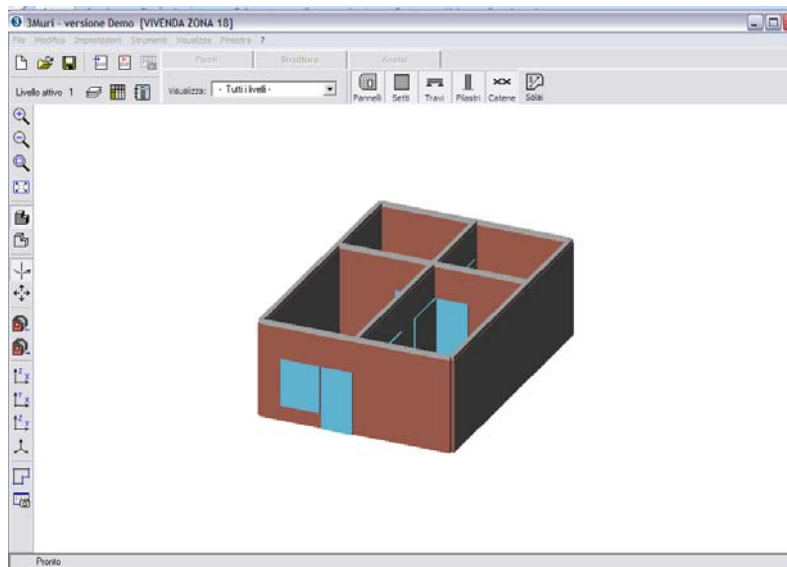 3Muri - versione Demo [VIVENDA ZONA 18]
File Modifica Impostazioni Strumenti Visualizza Finestra ?
Pareti Struttura Analisi
Livello attivo 1 Visualizza: - Tutti i livelli - Pannelli Setti Travi Pilastri Catene Solai
Pronto